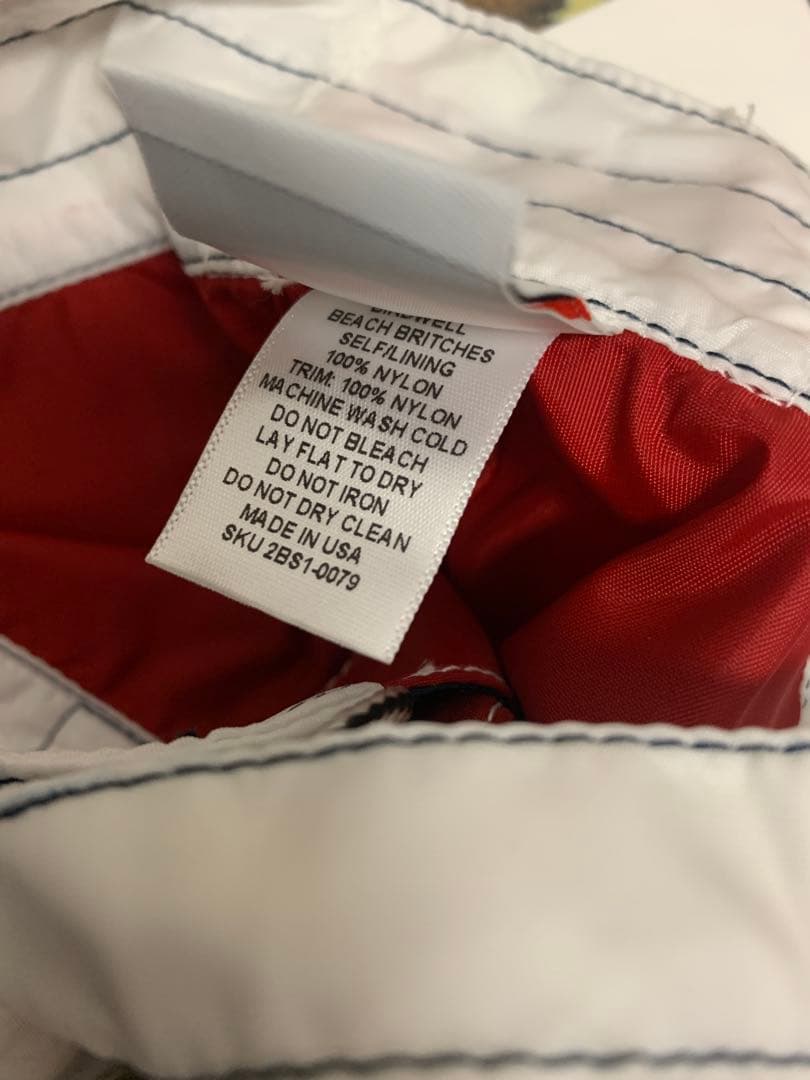 BIRDWELL
BEACH BRITCHES
SELF/LINING
100% NYLON
TRIM: 100% NYLON
MACHINE WASH COLD
DO NOT BLEACH
LAY FLAT TO DRY
DO NOT IRON
DO NOT DRY CLEAN
MADE IN USA
SKU 2BS1-0079